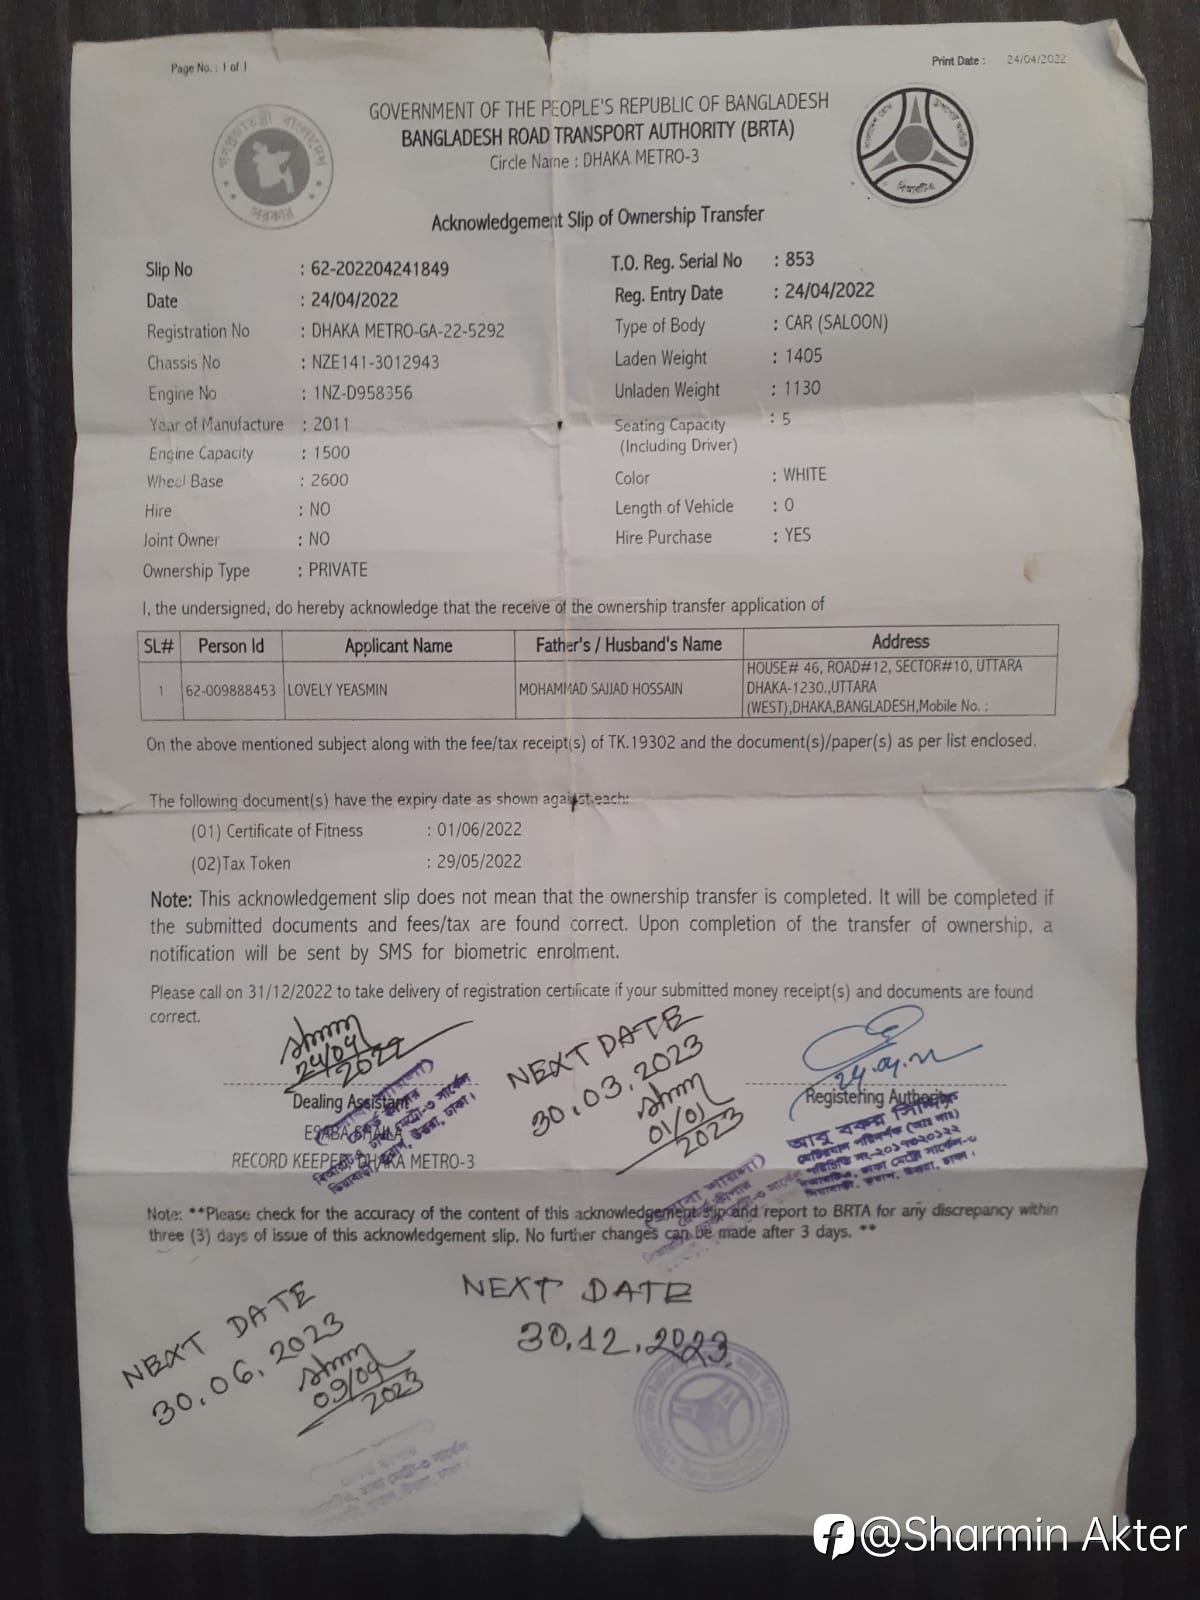 Page No. : 1 of 1
Print Date : 24/04/2022
GOVERNMENT OF THE PEOPLE'S REPUBLIC OF BANGLADESH
BANGLADESH ROAD TRANSPORT AUTHORITY (BRTA)
Circle Name : DHAKA METRO-3
গণপ্রজাতন্ত্রী বাংলাদেশ
সরকার
বিআরটিএ
Acknowledgement Slip of Ownership Transfer
Slip No : 62-202204241849
T.O. Reg. Serial No : 853
Date : 24/04/2022
Reg. Entry Date : 24/04/2022
Registration No : DHAKA METRO-GA-22-5292
Type of Body : CAR (SALOON)
Chassis No : NZE141-3012943
Laden Weight : 1405
Engine No : 1NZ-D958356
Unladen Weight : 1130
Year of Manufacture : 2011
Seating Capacity : 5
(Including Driver)
Engine Capacity : 1500
Wheel Base : 2600
Color : WHITE
Hire : NO
Length of Vehicle : 0
Joint Owner : NO
Hire Purchase : YES
Ownership Type : PRIVATE
I, the undersigned, do hereby acknowledge that the receive of the ownership transfer application of
SL# Person Id Applicant Name Father's / Husband's Name Address
1 62-009888453 LOVELY YEASMIN MOHAMMAD SAJJAD HOSSAIN HOUSE# 46, ROAD#12, SECTOR#10, UTTARA
DHAKA-1230.,UTTARA
(WEST),DHAKA,BANGLADESH,Mobile No. :
On the above mentioned subject along with the fee/tax receipt(s) of TK.19302 and the document(s)/paper(s) as per list enclosed.
The following document(s) have the expiry date as shown against each:
(01) Certificate of Fitness : 01/06/2022
(02)Tax Token : 29/05/2022
Note: This acknowledgement slip does not mean that the ownership transfer is completed. It will be completed if
the submitted documents and fees/tax are found correct. Upon completion of the transfer of ownership, a
notification will be sent by SMS for biometric enrolment.
Please call on 31/12/2022 to take delivery of registration certificate if your submitted money receipt(s) and documents are found
correct.
24/04
2022
NEXT DATE
30.03.2023
01/01
2023
24.04.22
Dealing Assistant
Registering Authority
RECORD KEEPER, DHAKA METRO-3
আবু বকর সিদ্দিক
Note: **Please check for the accuracy of the content of this acknowledgement slip and report to BRTA for any discrepancy within
three (3) days of issue of this acknowledgement slip. No further changes can be made after 3 days. **
NEXT DATE
30.06.2023
09/04
2023
NEXT DATE
30.12.2023
@Sharmin Akter